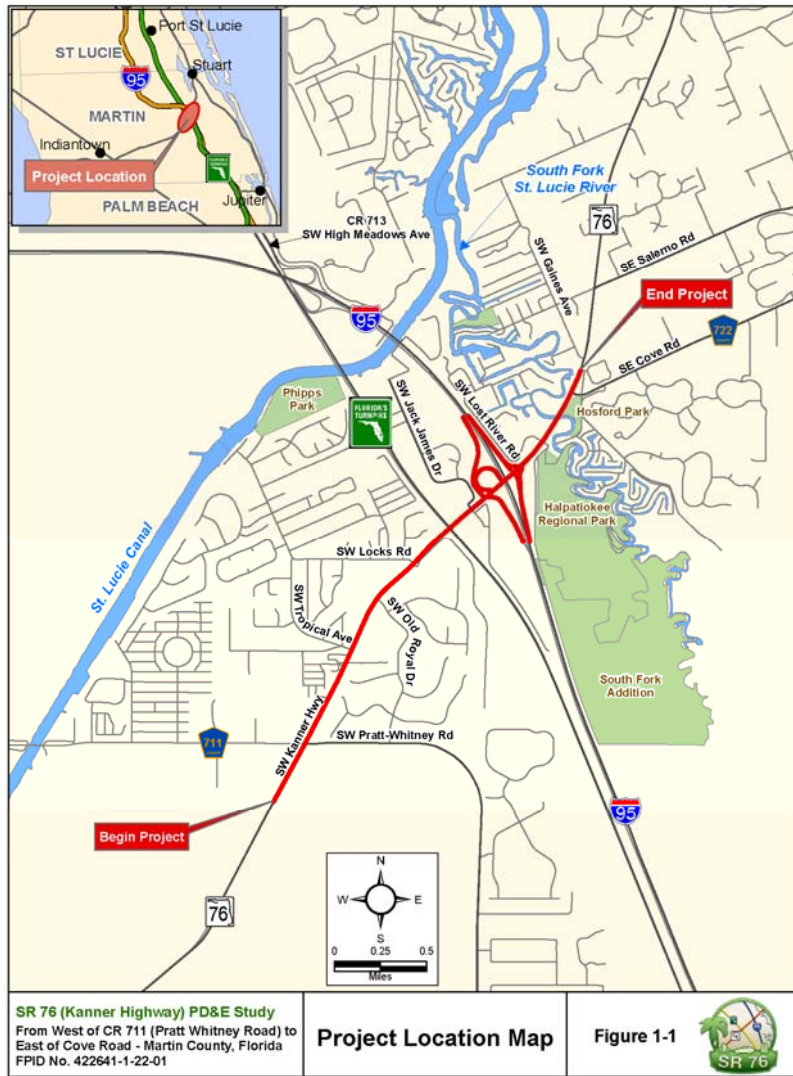 Port St Lucie
ST LUCIE
95
Stuart
MARTIN
Indiantown
Project Location
PALM BEACH
Jupiter
CR 713
SW High Meadows Ave
South Fork
St. Lucie River
76
SW Gaines Ave
SE Salerno Rd
End Project
95
722
SE Cove Rd
Phipps
Park
FLORIDA'S
TURNPIKE
SW Jack James Dr
SW Lost River Rd
Hosford Park
Halpatiokee
Regional Park
St. Lucie Canal
SW Locks Rd
SW Tropical Ave
SW Old Royal Dr
South Fork
Addition
711
SW Kanner Hwy
SW Pratt-Whitney Rd
95
Begin Project
76
N
W E
S
0 0.25 0.5
Miles
SR 76 (Kanner Highway) PD&E Study
From West of CR 711 (Pratt Whitney Road) to
East of Cove Road - Martin County, Florida
FPID No. 422641-1-22-01
Project Location Map
Figure 1-1
SR 76